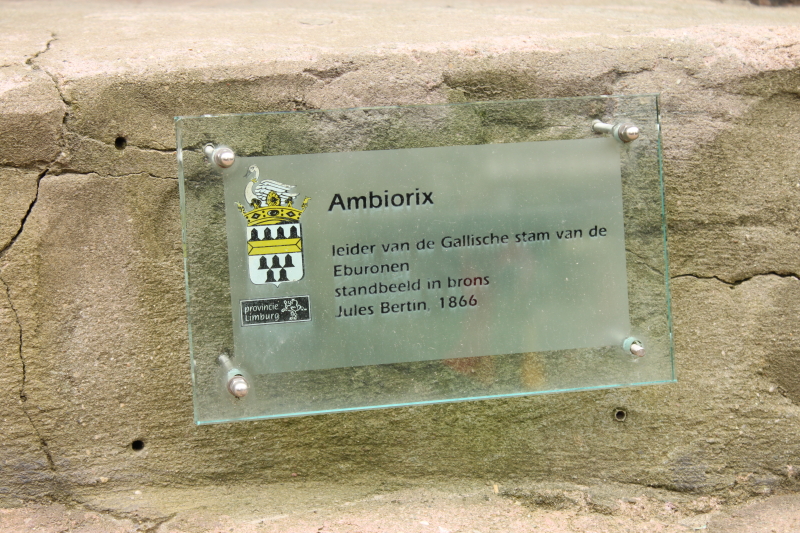 Ambiorix
leider van de Gallische stam van de
Eburonen
standbeeld in brons
Jules Bertin, 1866
provincie
Limburg